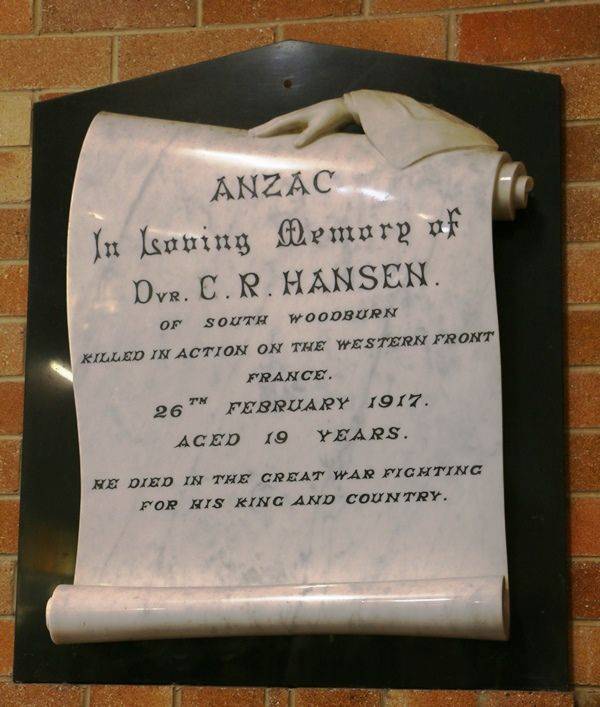 ANZAC
In Loving Memory of
DVR. C. R. HANSEN.
OF SOUTH WOODBURN
KILLED IN ACTION ON THE WESTERN FRONT
FRANCE.
26TH FEBRUARY 1917.
AGED 19 YEARS.
HE DIED IN THE GREAT WAR FIGHTING
FOR HIS KING AND COUNTRY.